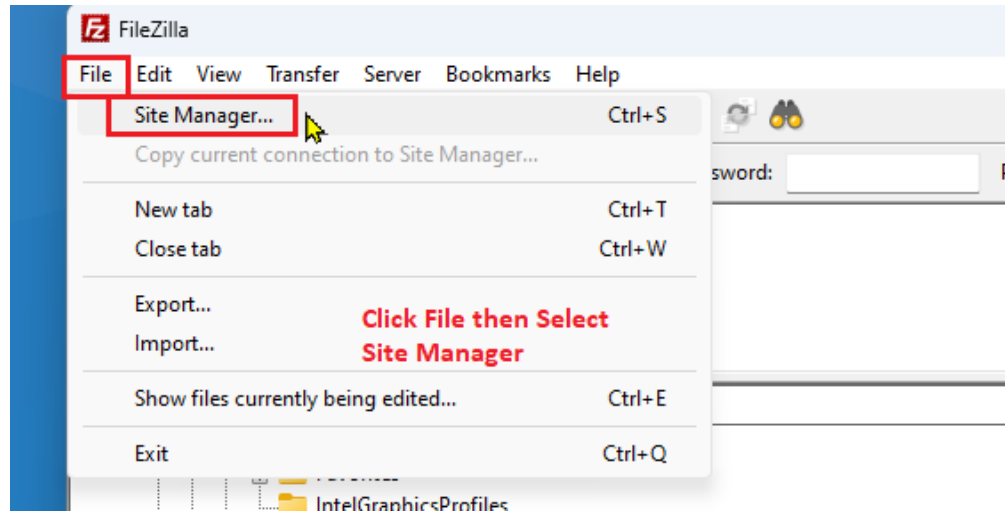 FileZilla
File Edit View Transfer Server Bookmarks Help
Site Manager... Ctrl+S
Copy current connection to Site Manager...
sword:
New tab Ctrl+T
Close tab Ctrl+W
Export...
Click File then Select
Import...
Site Manager
Show files currently being edited... Ctrl+E
Exit Ctrl+Q
IntelGraphicsProfiles